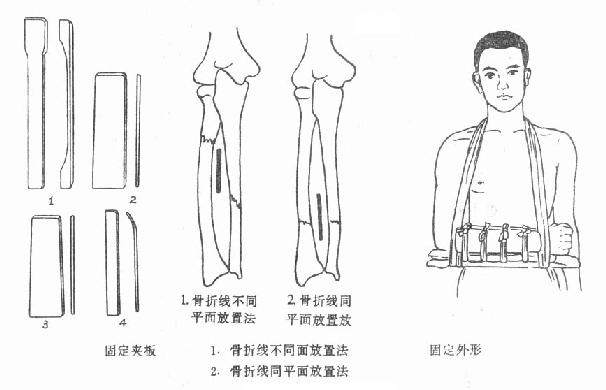 1
2
3
4
1.骨折线不同
平面放置法
2.骨折线同
平面放置放
固定夹板
1. 骨折线不同面放置法
2. 骨折线同平面放置法
固定外形